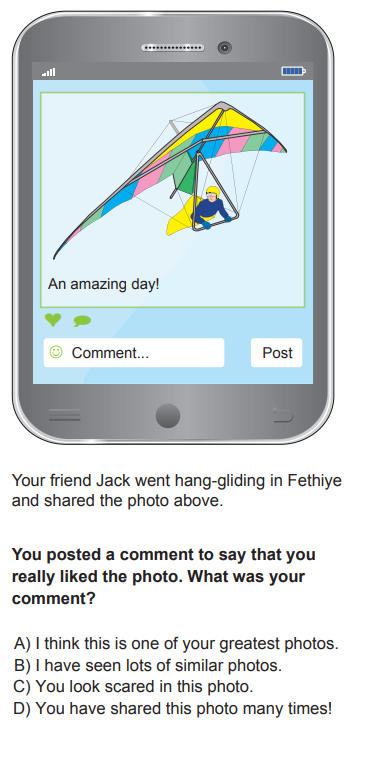 An amazing day!
Comment...
Post
Your friend Jack went hang-gliding in Fethiye
and shared the photo above.
You posted a comment to say that you
really liked the photo. What was your
comment?
A) I think this is one of your greatest photos.
B) I have seen lots of similar photos.
C) You look scared in this photo.
D) You have shared this photo many times!